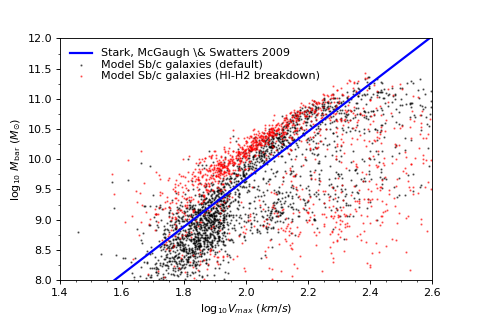 12.0
11.5
11.0
10.5
10.0
9.5
9.0
8.5
8.0
log₁₀ M_bar (M⊙)
Stark, McGaugh \& Swatters 2009
Model Sb/c galaxies (default)
Model Sb/c galaxies (HI-H2 breakdown)
1.4 1.6 1.8 2.0 2.2 2.4 2.6
log₁₀V_max (km/s)